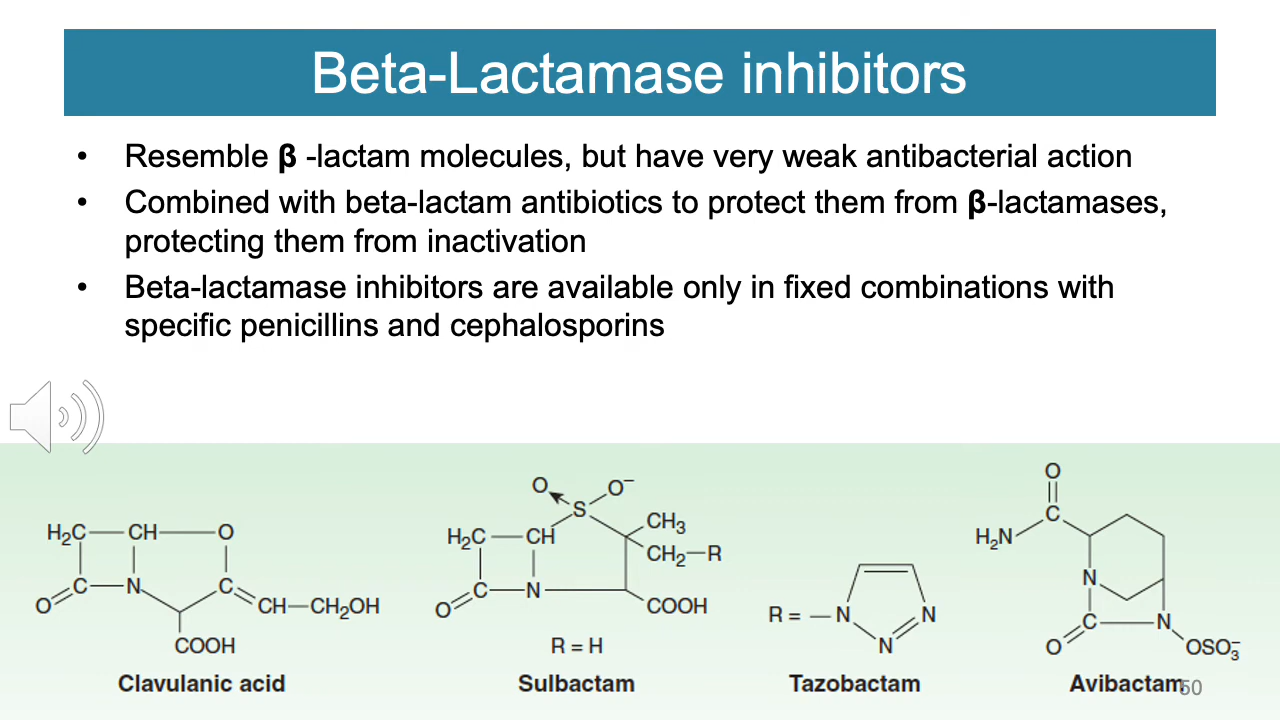 Beta-Lactamase inhibitors
• Resemble β -lactam molecules, but have very weak antibacterial action
• Combined with beta-lactam antibiotics to protect them from β-lactamases,
protecting them from inactivation
• Beta-lactamase inhibitors are available only in fixed combinations with
specific penicillins and cephalosporins
H₂C CH O
C N C
O CH CH₂OH
COOH
Clavulanic acid
O O⁻
S
H₂C CH CH₃
CH₂ R
C N
O COOH
R = H
Sulbactam
R = N N
N
Tazobactam
O
C
H₂N
N
C N
O OSO₃⁻
Avibactam
50